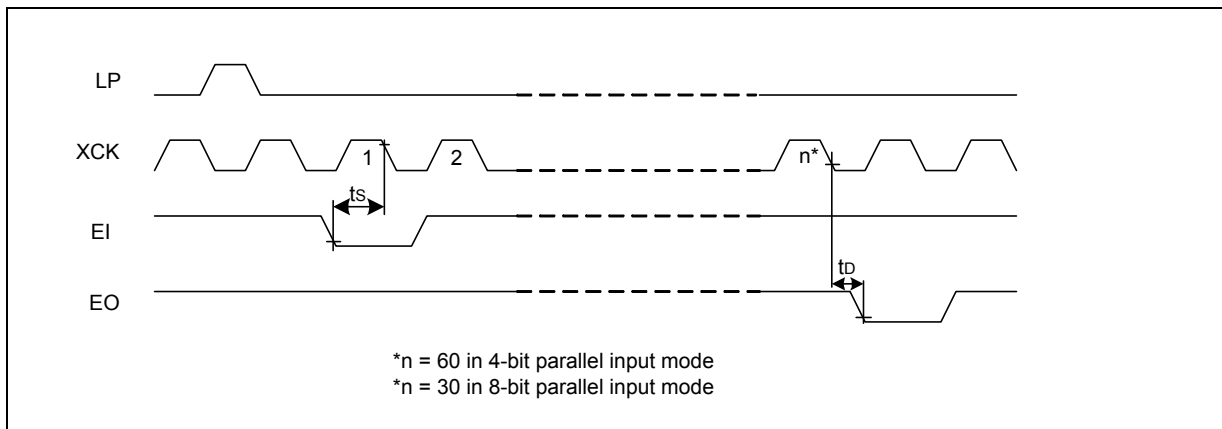 LP
XCK
1
2
n*
tS
EI
tD
EO
*n = 60 in 4-bit parallel input mode
*n = 30 in 8-bit parallel input mode